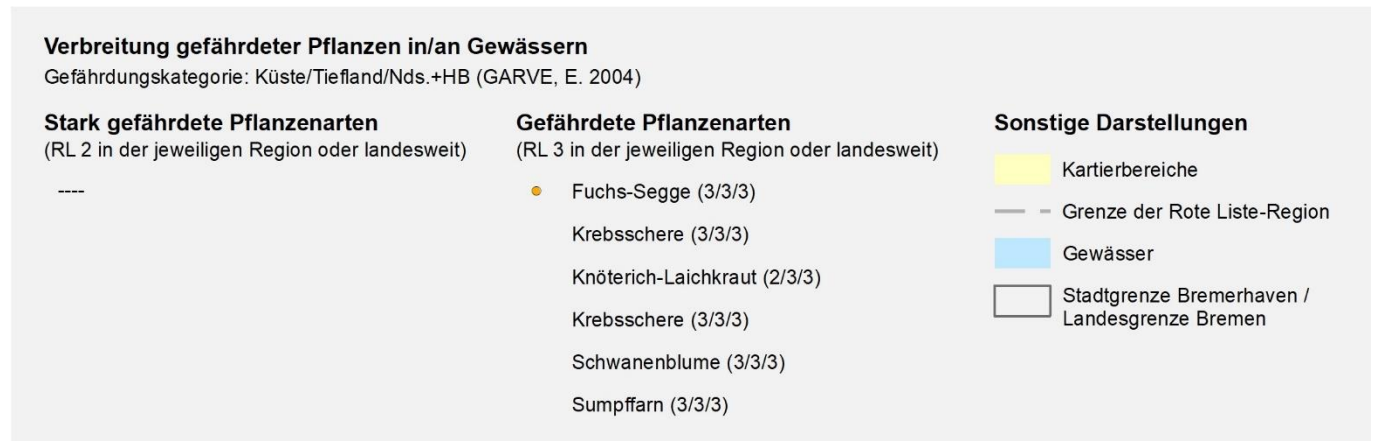 Verbreitung gefährdeter Pflanzen in/an Gewässern
Gefährdungskategorie: Küste/Tiefland/Nds.+HB (GARVE, E. 2004)
Stark gefährdete Pflanzenarten
(RL 2 in der jeweiligen Region oder landesweit)
----
Gefährdete Pflanzenarten
(RL 3 in der jeweiligen Region oder landesweit)
Fuchs-Segge (3/3/3)
Krebsschere (3/3/3)
Knöterich-Laichkraut (2/3/3)
Krebsschere (3/3/3)
Schwanenblume (3/3/3)
Sumpffarn (3/3/3)
Sonstige Darstellungen
Kartierbereiche
Grenze der Rote Liste-Region
Gewässer
Stadtgrenze Bremerhaven /
Landesgrenze Bremen